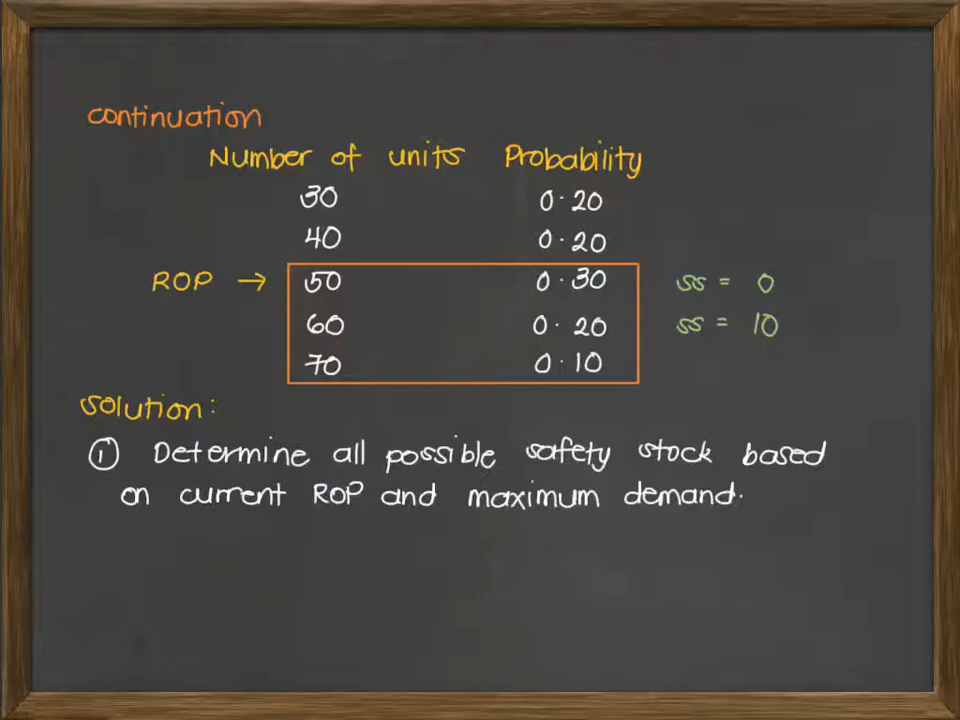 continuation
Number of units Probability
30 0.20
40 0.20
ROP → 50 0.30 ss = 0
60 0.20 ss = 10
70 0.10
solution:
① Determine all possible safety stock based
on current ROP and maximum demand.